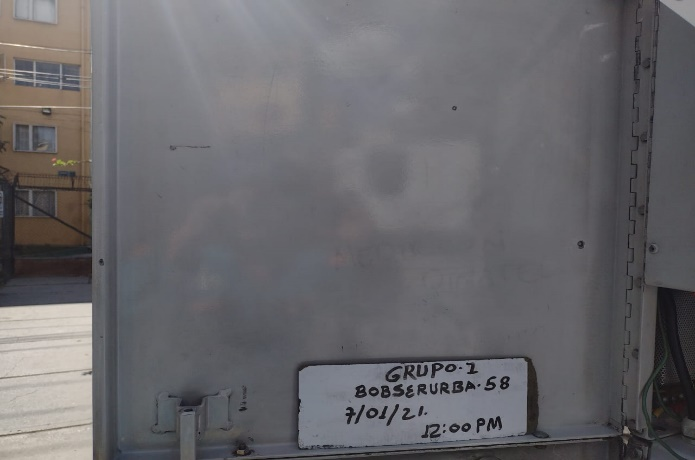 GRUPO-1
BOBSERURBA-58
7/01/21.
12:00 PM